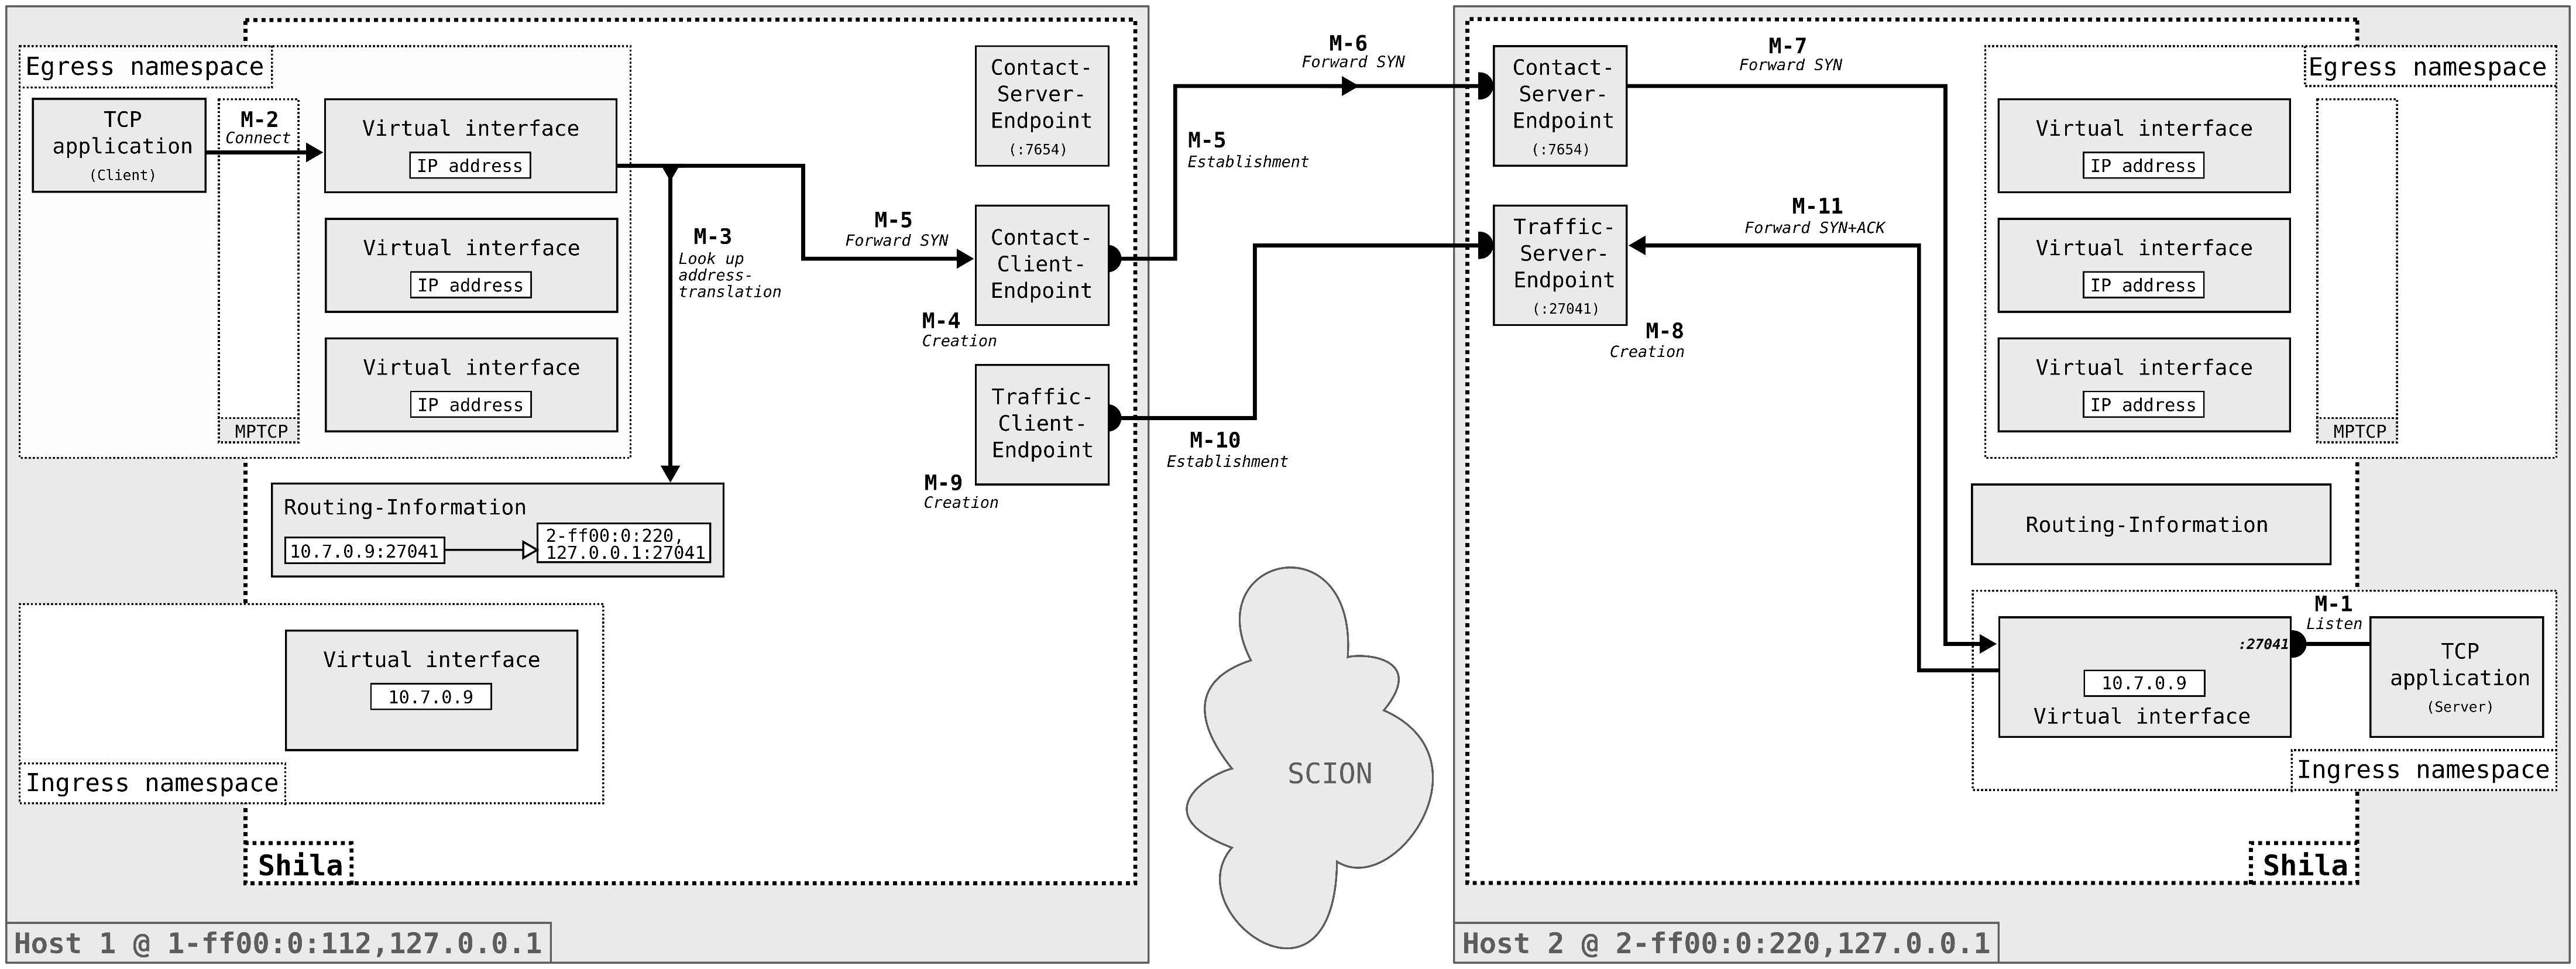 Egress namespace
TCP
application
(Client)
M-2
Connect
MPTCP
Virtual interface
IP address
Virtual interface
IP address
Virtual interface
IP address
M-3
Look up
address-
translation
M-5
Forward SYN
Contact-
Server-
Endpoint
(:7654)
Contact-
Client-
Endpoint
M-4
Creation
Traffic-
Client-
Endpoint
M-9
Creation
Routing-Information
10.7.0.9:27041
2-ff00:0:220,
127.0.0.1:27041
Virtual interface
10.7.0.9
Ingress namespace
Shila
Host 1 @ 1-ff00:0:112,127.0.0.1
M-6
Forward SYN
M-5
Establishment
M-10
Establishment
SCION
Contact-
Server-
Endpoint
(:7654)
M-7
Forward SYN
Traffic-
Server-
Endpoint
(:27041)
M-8
Creation
M-11
Forward SYN+ACK
Egress namespace
Virtual interface
IP address
Virtual interface
IP address
Virtual interface
IP address
MPTCP
Routing-Information
M-1
Listen
:27041
10.7.0.9
Virtual interface
TCP
application
(Server)
Ingress namespace
Shila
Host 2 @ 2-ff00:0:220,127.0.0.1